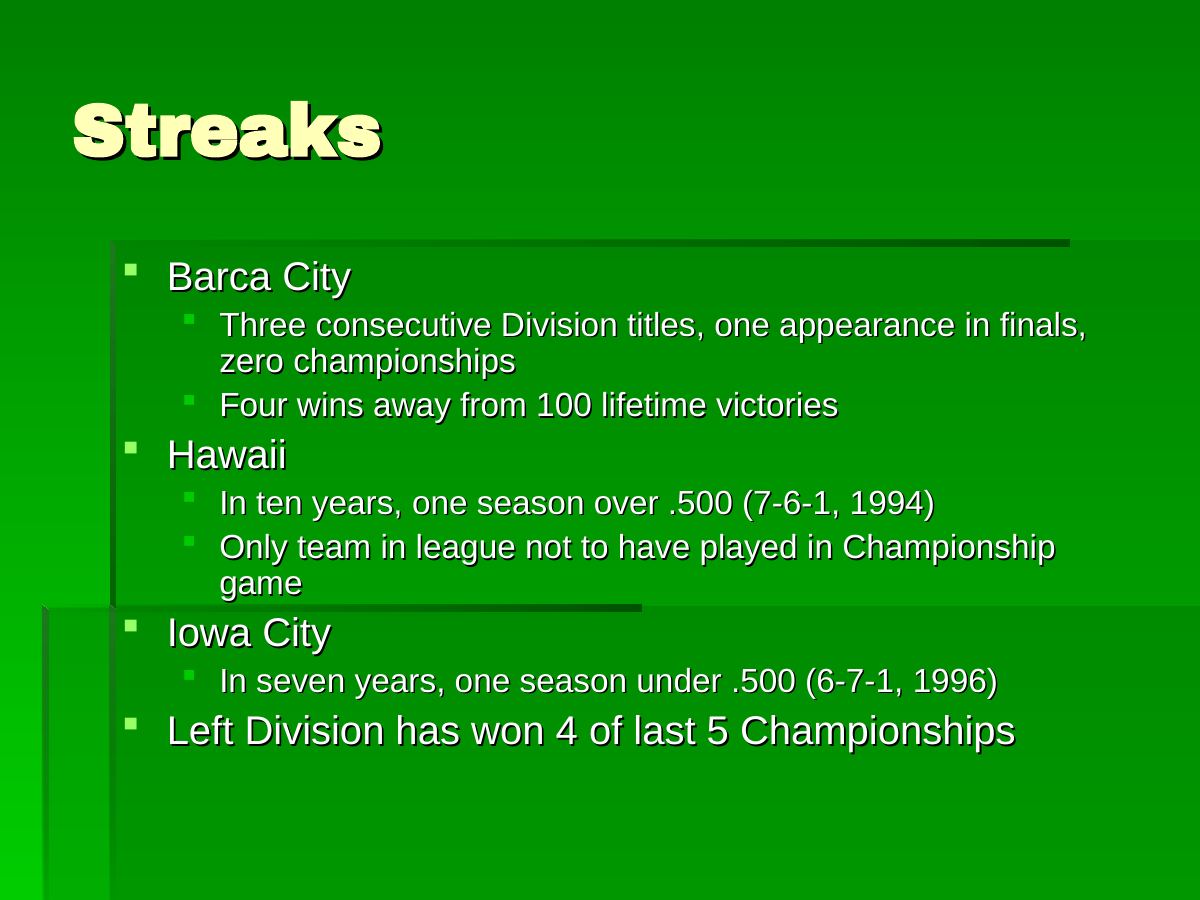 Streaks
Barca City
Three consecutive Division titles, one appearance in finals,
zero championships
Four wins away from 100 lifetime victories
Hawaii
In ten years, one season over .500 (7-6-1, 1994)
Only team in league not to have played in Championship
game
Iowa City
In seven years, one season under .500 (6-7-1, 1996)
Left Division has won 4 of last 5 Championships